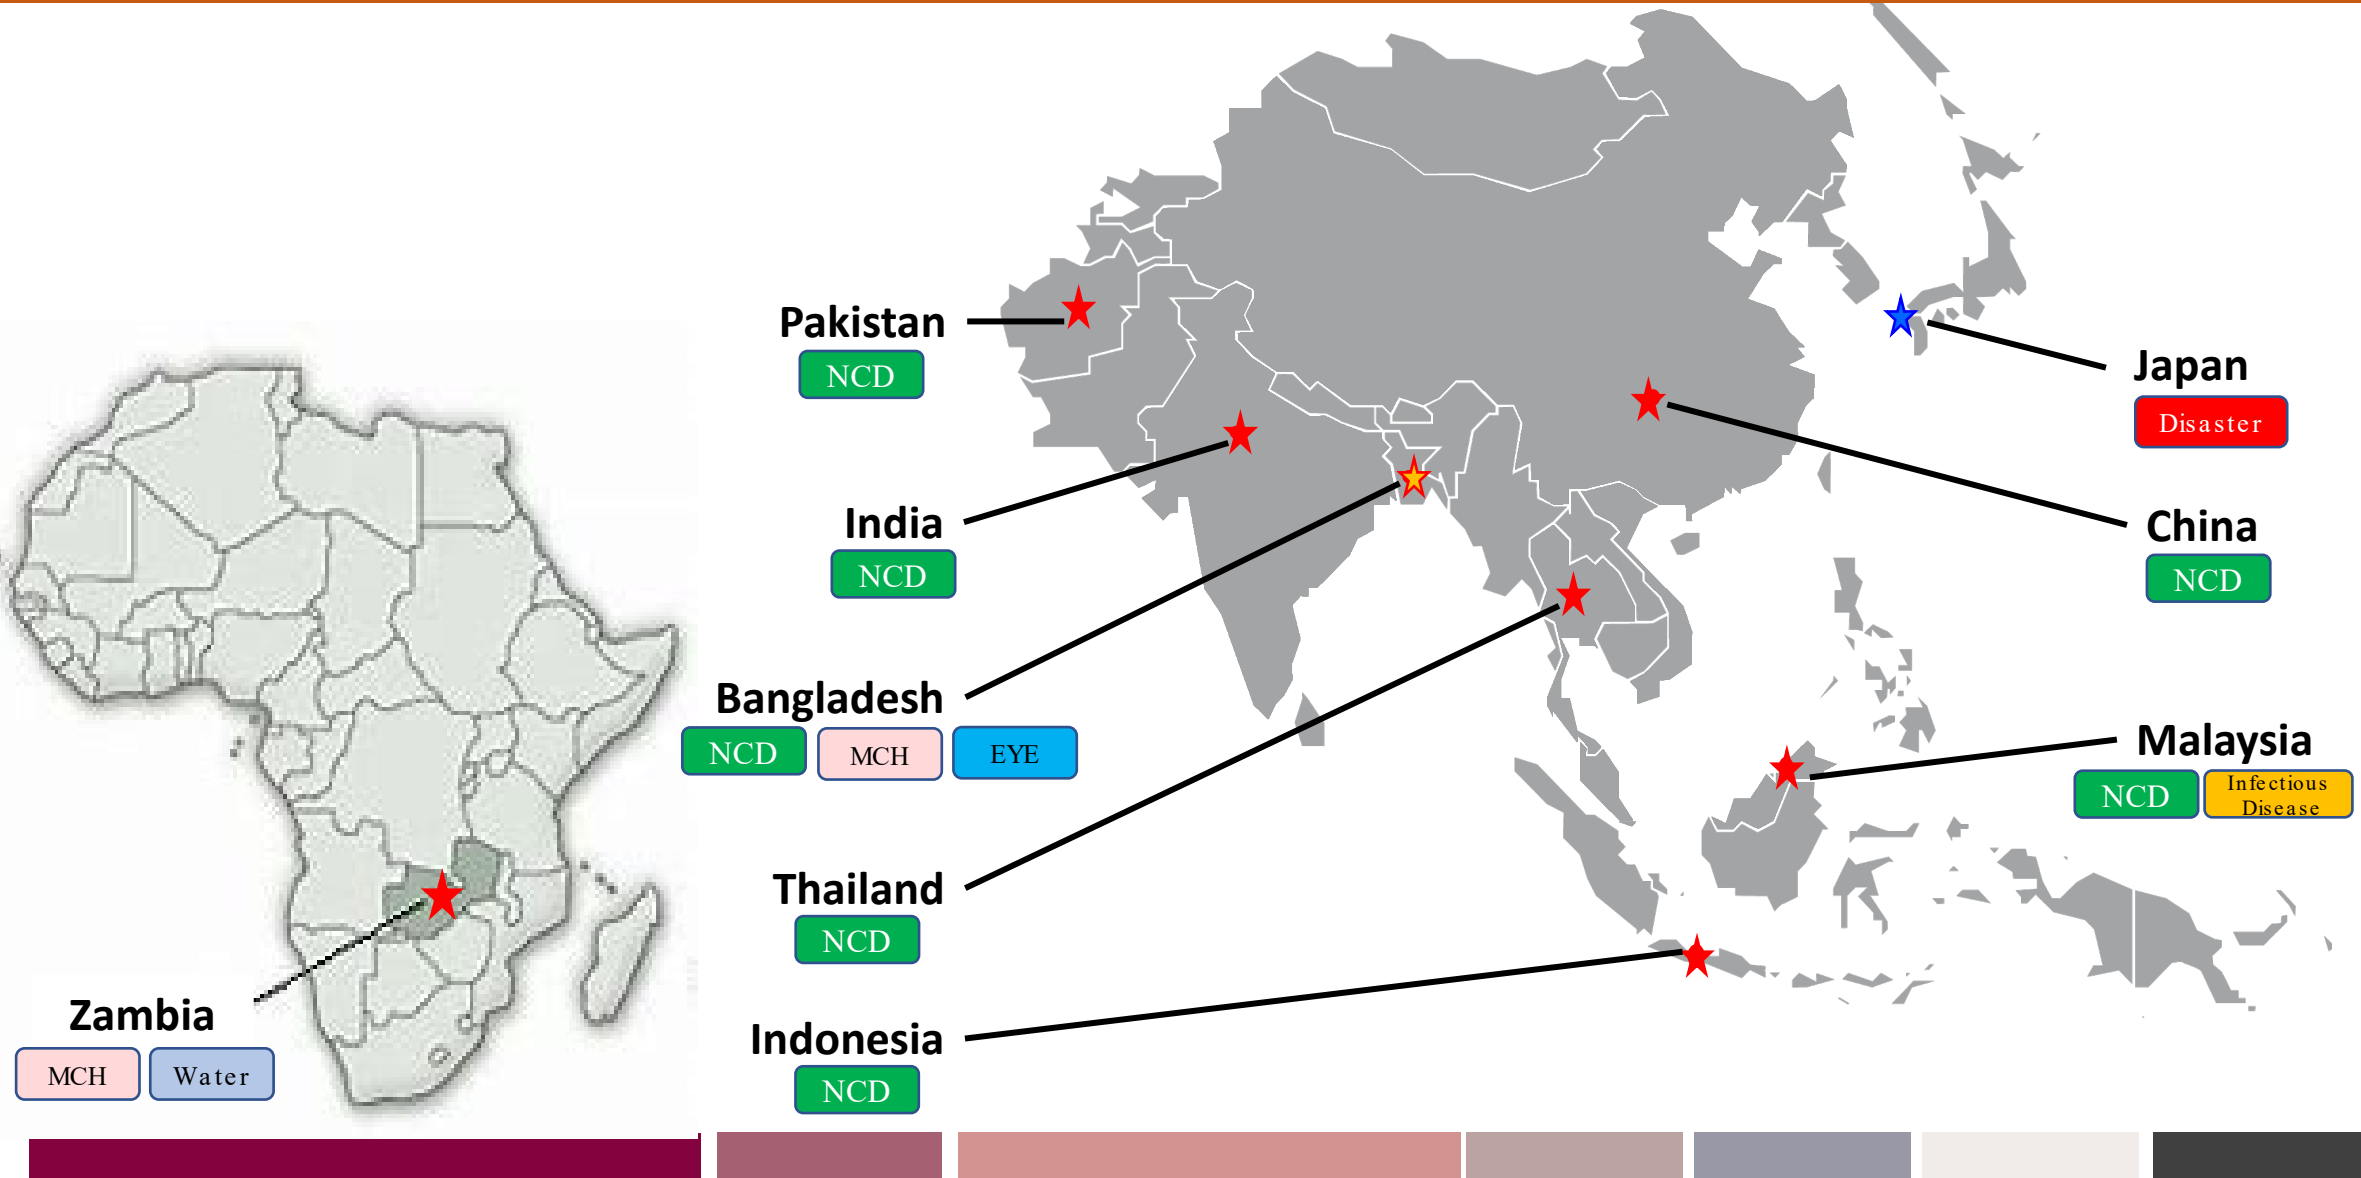 Pakistan
NCD
Japan
Disaster
India
NCD
China
NCD
Bangladesh
NCD MCH EYE
Malaysia
NCD Infectious
Disease
Thailand
NCD
Zambia
MCH Water
Indonesia
NCD